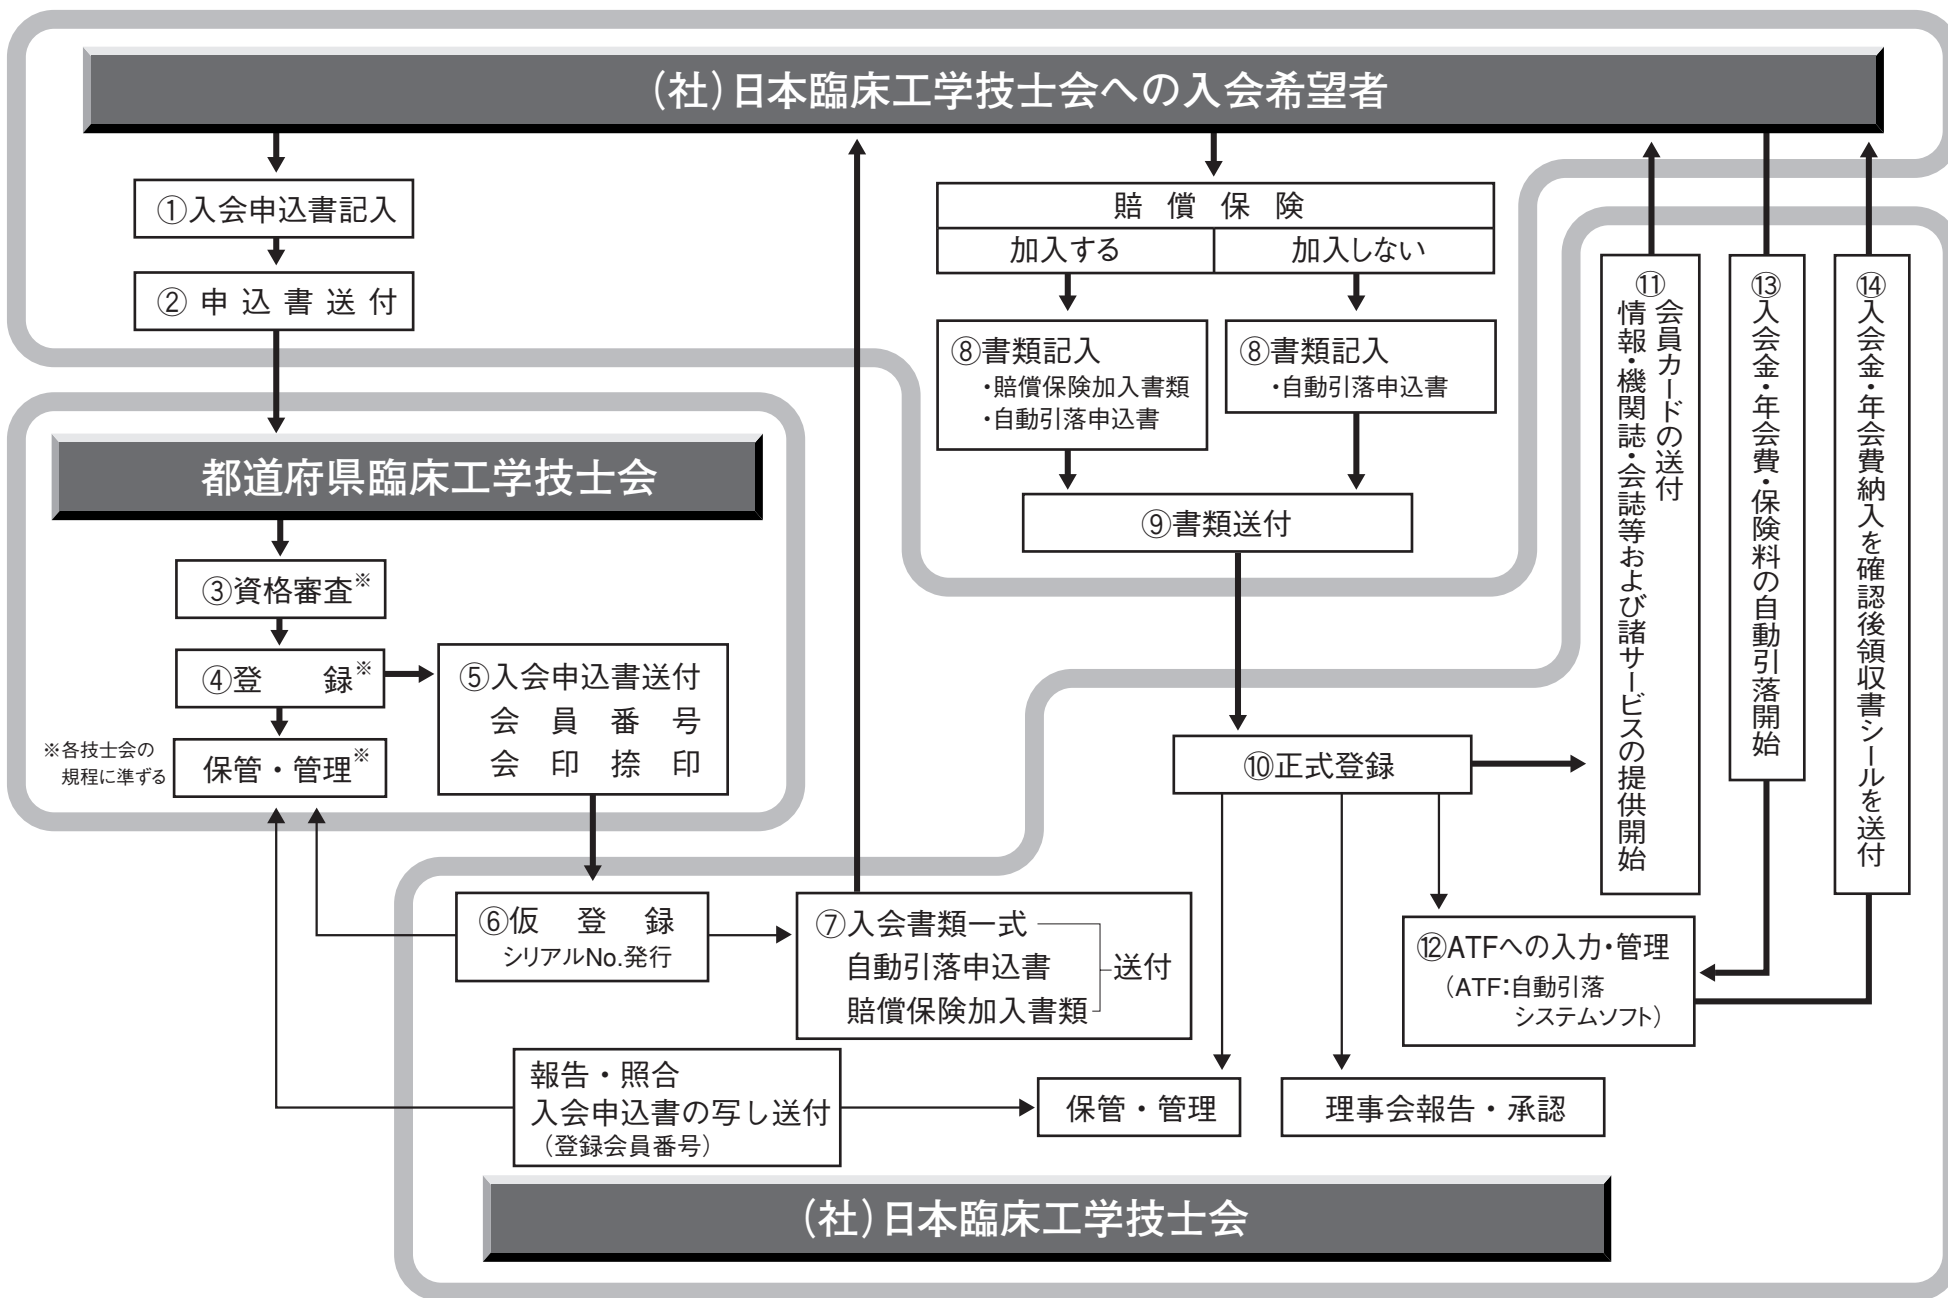 (社)日本臨床工学技士会への入会希望者
①入会申込書記入
②申込書送付
都道府県臨床工学技士会
③資格審査※
④登　録※
保管・管理※
※各技士会の
規程に準ずる
⑤入会申込書送付
会員番号
会印捺印
⑥仮登録
シリアルNo.発行
⑦入会書類一式
自動引落申込書
賠償保険加入書類
送付
賠償保険
加入する
加入しない
⑧書類記入
・賠償保険加入書類
・自動引落申込書
⑧書類記入
・自動引落申込書
⑨書類送付
⑩正式登録
⑪
会員カードの送付
情報・機関誌・会誌等および諸サービスの提供開始
⑫ATFへの入力・管理
(ATF:自動引落
システムソフト)
⑬入会金・年会費・保険料の自動引落開始
⑭入会金・年会費納入を確認後領収書シールを送付
報告・照合
入会申込書の写し送付
(登録会員番号)
保管・管理
理事会報告・承認
(社)日本臨床工学技士会